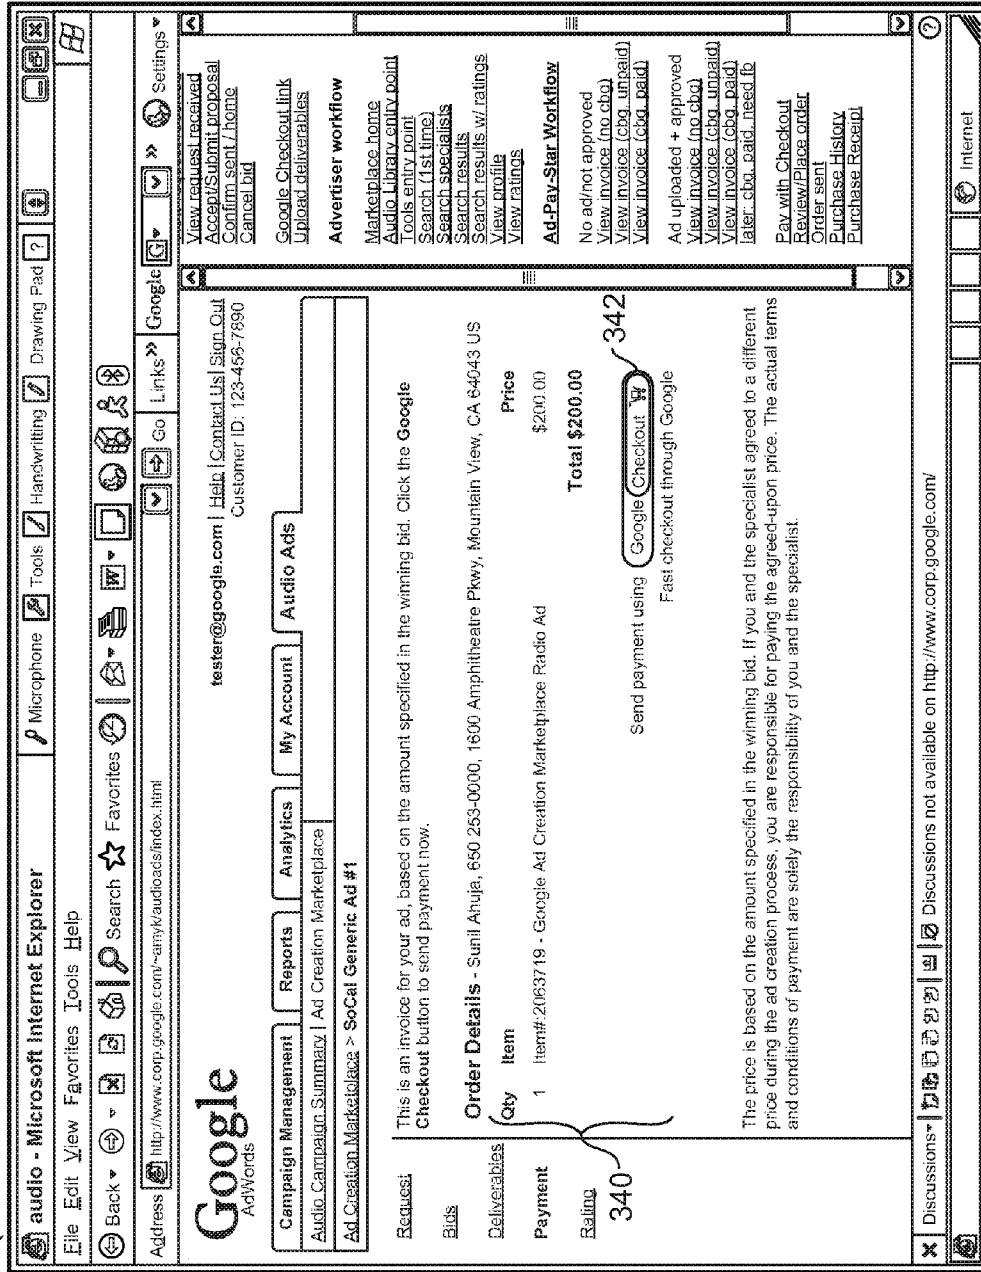 audio - Microsoft Internet Explorer
Microphone Tools Handwritting Drawing Pad ?
File Edit View Favorites Tools Help
Back Search Favorites W
Address http://www.corp.google.com/~amyk/audioads/index.html Go Links » Google G » Settings
Google
AdWords
tester@google.com | Help | Contact Us | Sign Out
Customer ID: 123-456-7890
Campaign Management Reports Analytics My Account Audio Ads
Audio Campaign Summary | Ad Creation Marketplace
Ad Creation Marketplace > SoCal Generic Ad #1
Request
Bids
Deliverables
Payment
Rating
340
This is an invoice for your ad, based on the amount specified in the winning bid. Click the Google
Checkout button to send payment now.
Order Details - Sunil Ahuja, 650 253-0000, 1600 Amphitheatre Pkwy, Mountain View, CA 64043 US
Qty Item Price
1 Item#:2063719 - Google Ad Creation Marketplace Radio Ad $200.00
Total $200.00
Send payment using Google Checkout
342
Fast checkout through Google
The price is based on the amount specified in the winning bid. If you and the specialist agreed to a different
price during the ad creation process, you are responsible for paying the agreed-upon price. The actual terms
and conditions of payment are solely the responsibility of you and the specialist.
View request received
Accept/Submit proposal
Confirm sent / home
Cancel bid
Google Checkout link
Upload deliverables
Advertiser workflow
Marketplace home
Audio Library entry point
Tools entry point
Search (1st time)
Search specialists
Search results
Search results w/ ratings
View profile
View ratings
Ad-Pay-Star Workflow
No ad/not approved
View invoice (no cbg)
View invoice (cbg, unpaid)
View invoice (cbg, paid)
Ad uploaded + approved
View invoice (no cbg)
View invoice (cbg, unpaid)
View invoice (cbg, paid)
later: cbg, paid, need fb
Pay with Checkout
Review/Place order
Order sent
Purchase History
Purchase Receipt
Discussions Discussions not available on http://www.corp.google.com/
Internet